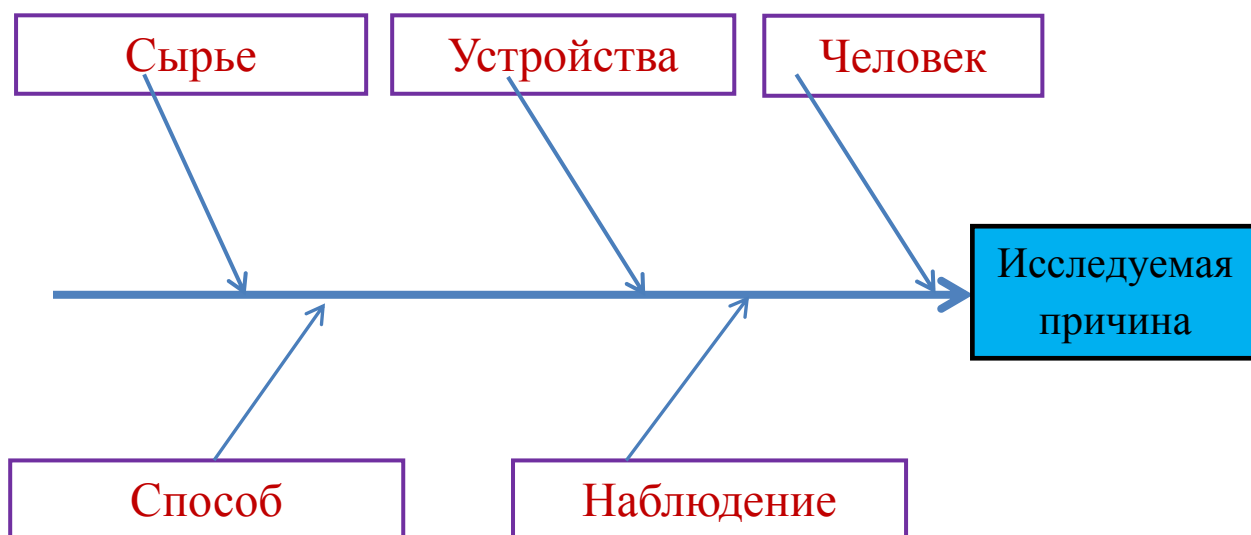 Сырье
Устройства
Человек
Исследуемая
причина
Способ
Наблюдение